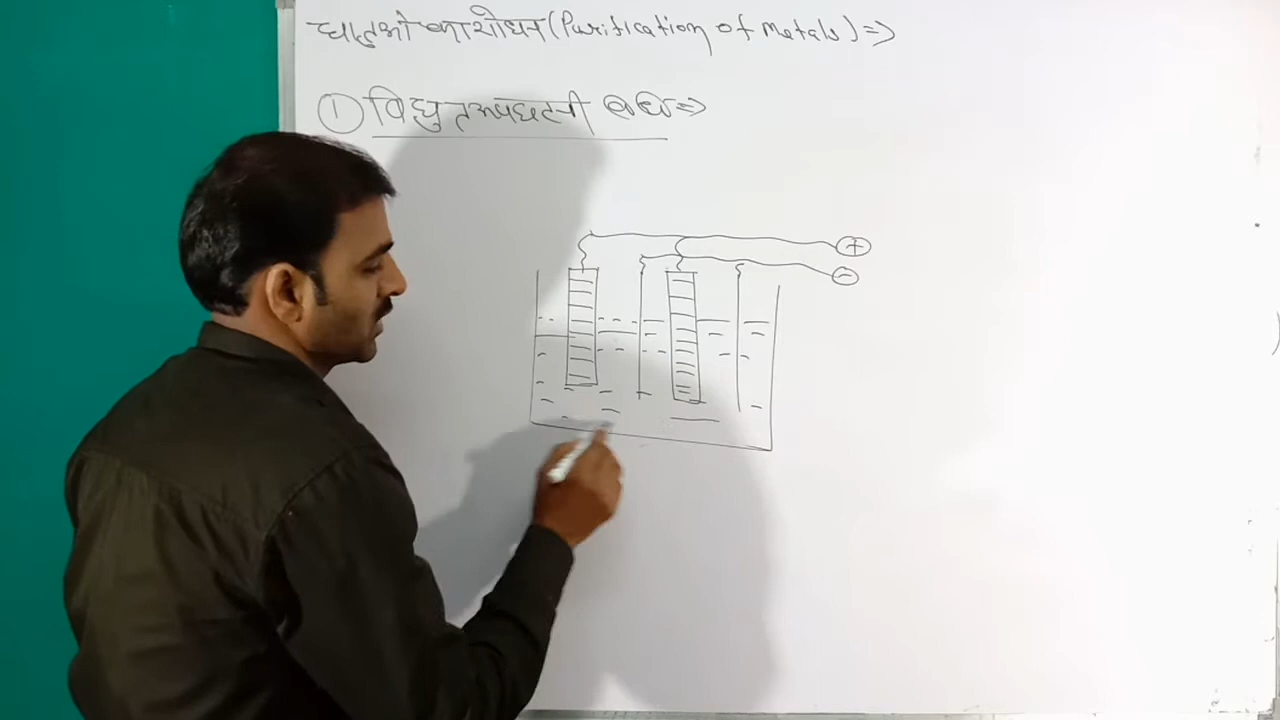 धातुओ का शोधन (Purification of metals) =>
① विधुत अपघटनी विधि =>
+
-